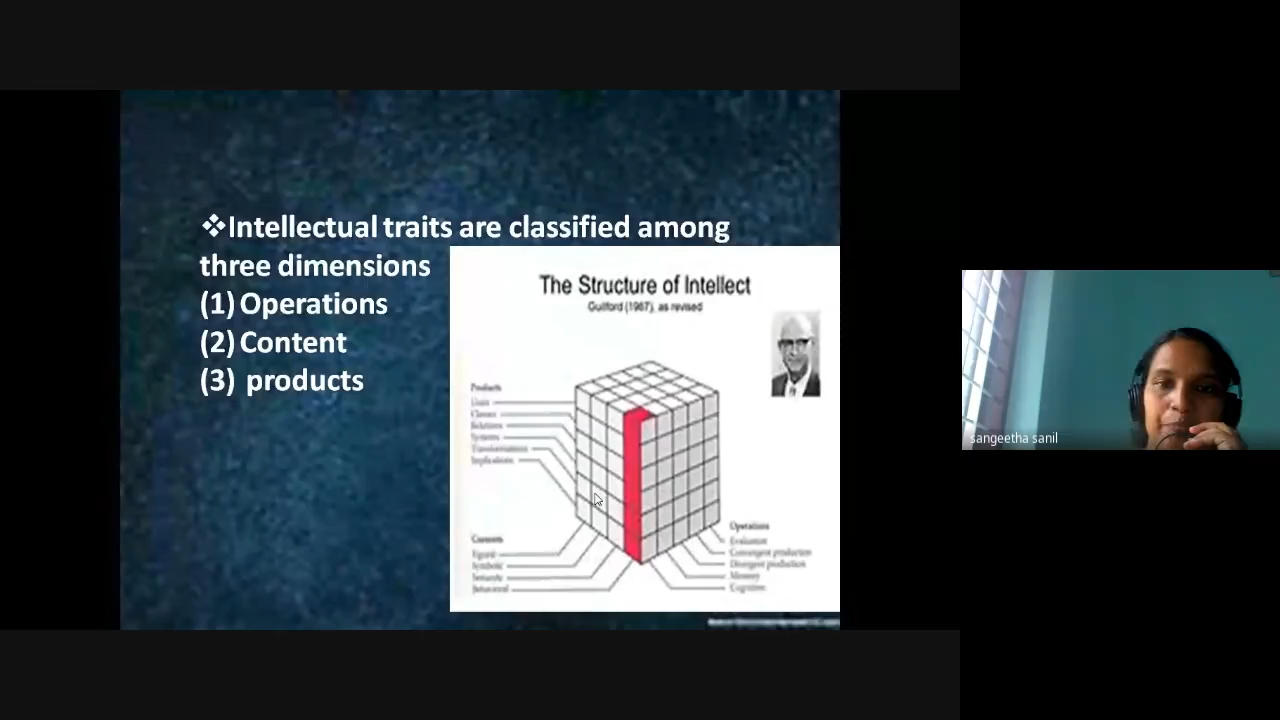 ❖Intellectual traits are classified among
three dimensions
(1) Operations
(2) Content
(3) products
The Structure of Intellect
Guilford (1967), as revised
Products
Units
Classes
Relations
Systems
Transformations
Implications
Contents
Figural
Symbolic
Semantic
Behavioral
Operations
Evaluation
Convergent production
Divergent production
Memory
Cognitive
sangeetha sanil